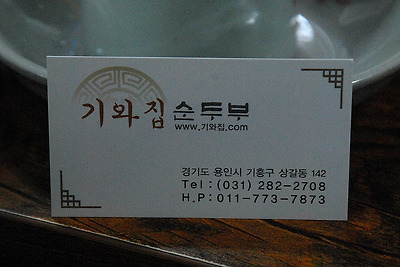 기와집 순두부
www.기와집.com
경기도 용인시 기흥구 상갈동 142
Tel : (031) 282-2708
H.P : 011-773-7873